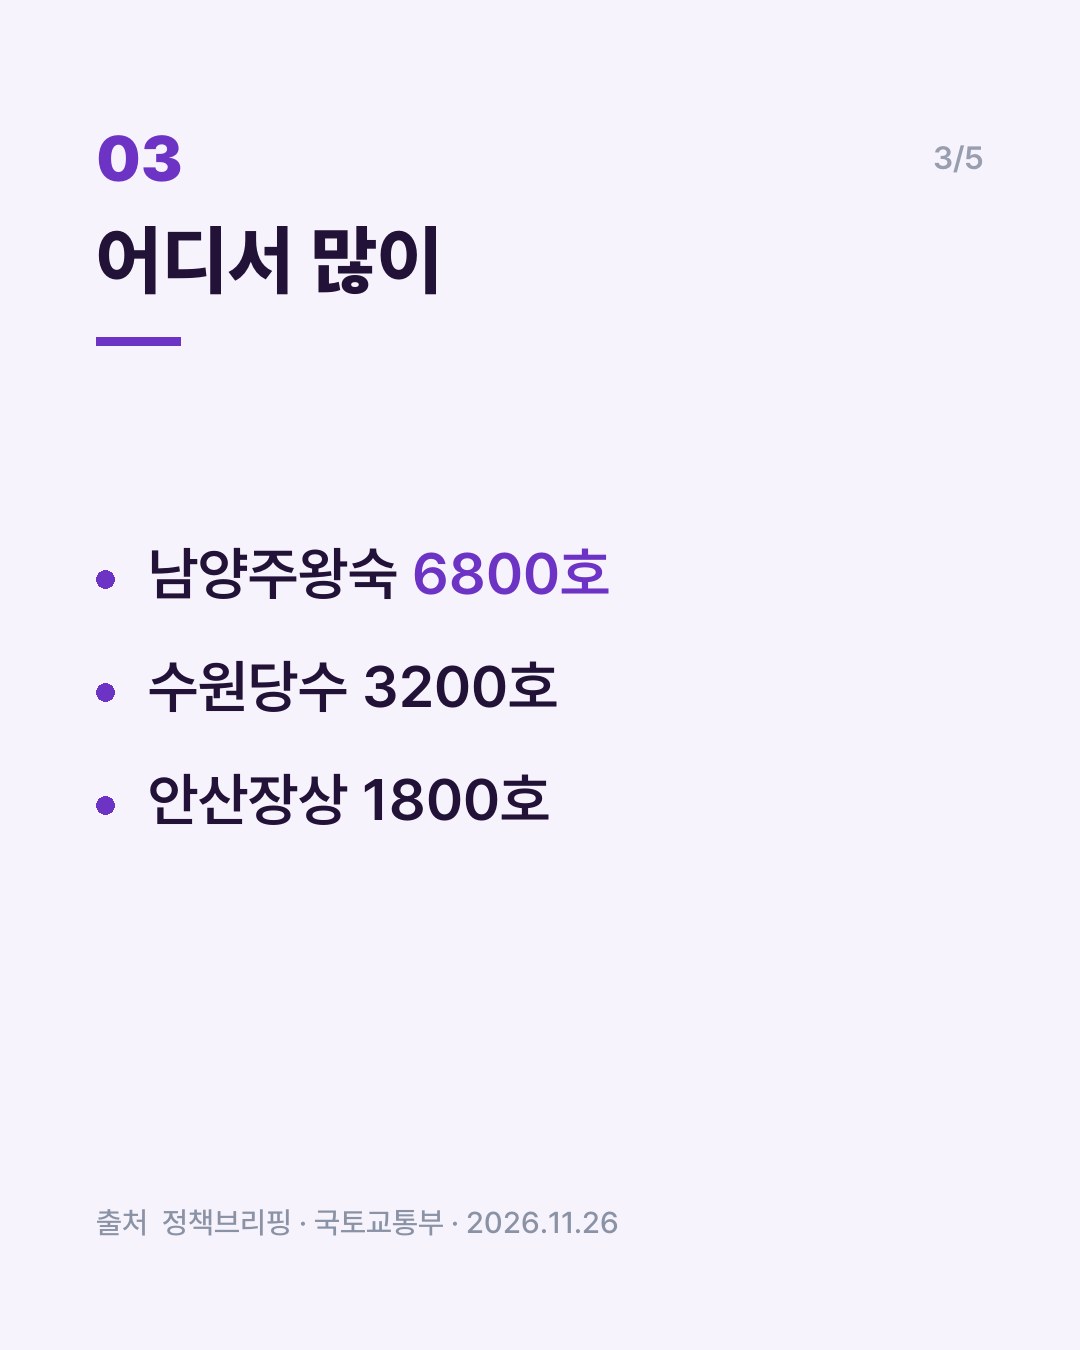 03
3/5
어디서 많이
남양주왕숙 6800호
수원당수 3200호
안산장상 1800호
출처 정책브리핑 · 국토교통부 · 2026.11.26